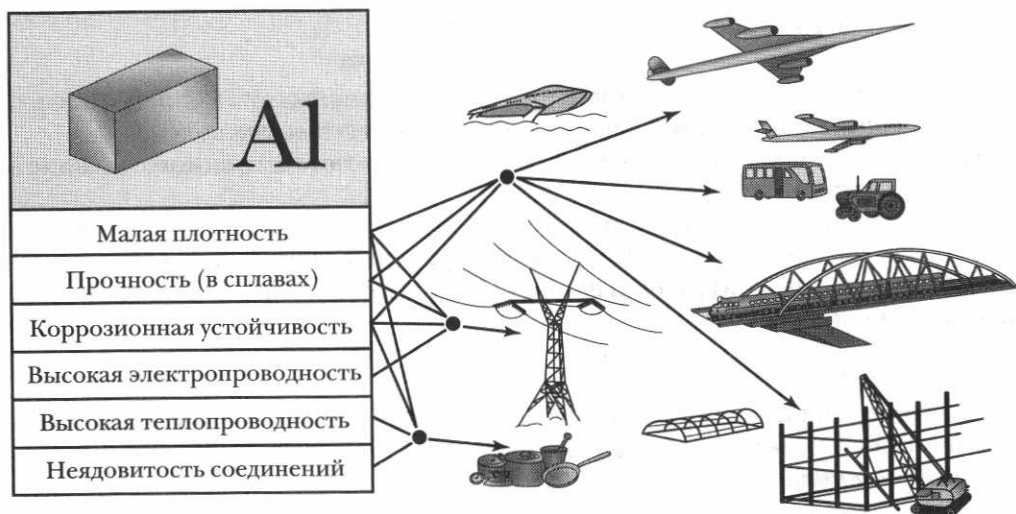 Al
Малая плотность
Прочность (в сплавах)
Коррозионная устойчивость
Высокая электропроводность
Высокая теплопроводность
Неядовитость соединений